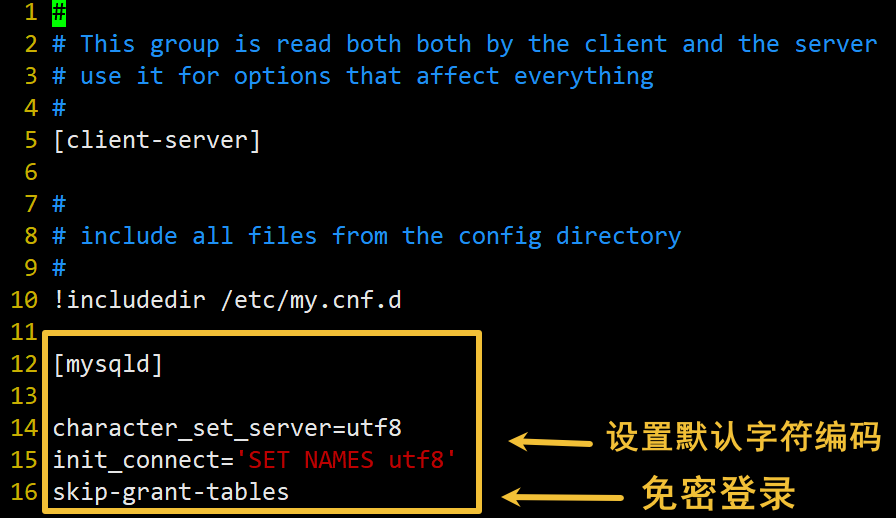 1 #
2 # This group is read both both by the client and the server
3 # use it for options that affect everything
4 #
5 [client-server]
6
7 #
8 # include all files from the config directory
9 #
10 !includedir /etc/my.cnf.d
11
12 [mysqld]
13
14 character_set_server=utf8 设置默认字符编码
15 init_connect='SET NAMES utf8'
16 skip-grant-tables 免密登录